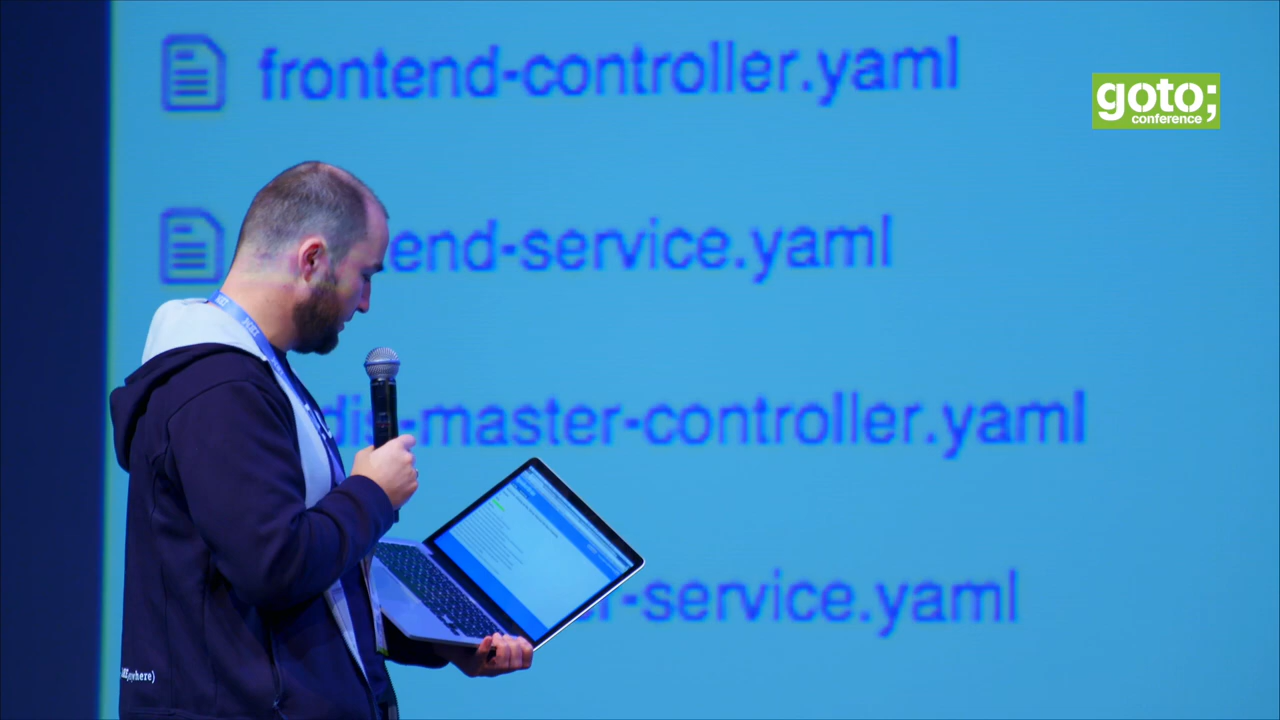 frontend-controller.yaml
goto;
conference
end-service.yaml
-master-controller.yaml
r-service.yaml